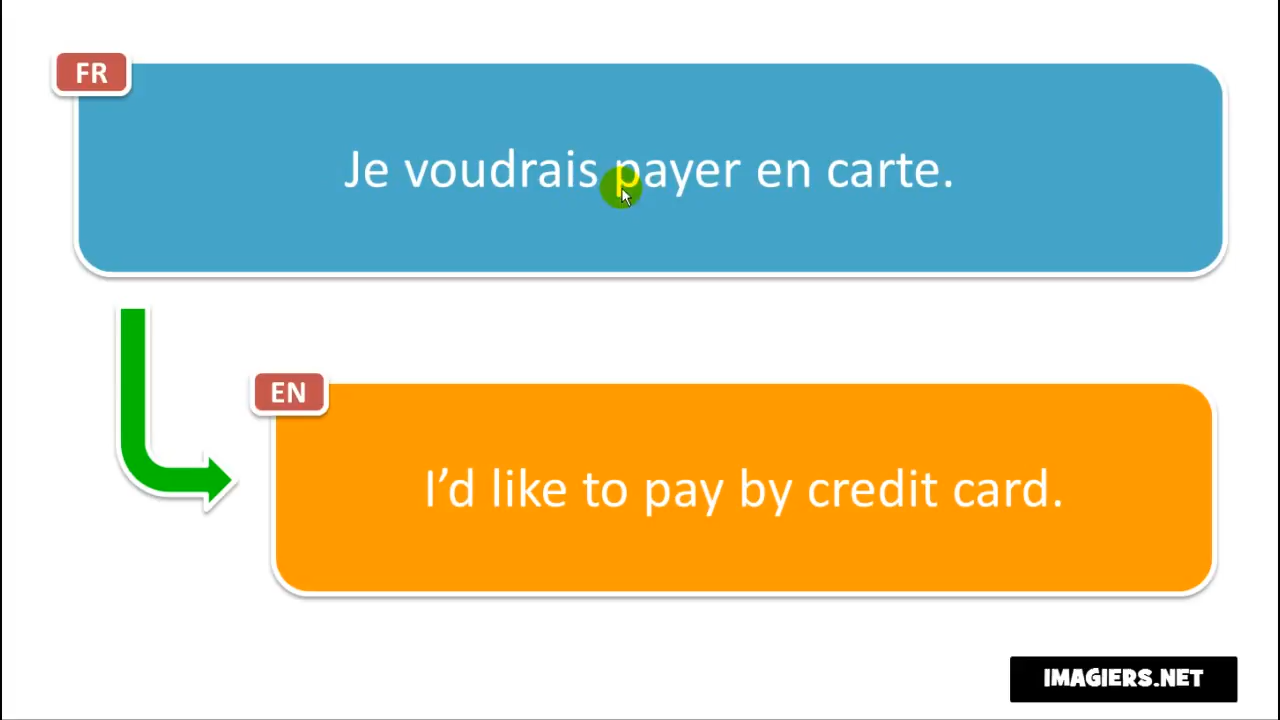 FR
Je voudrais payer en carte.
EN
I’d like to pay by credit card.
IMAGIERS.NET